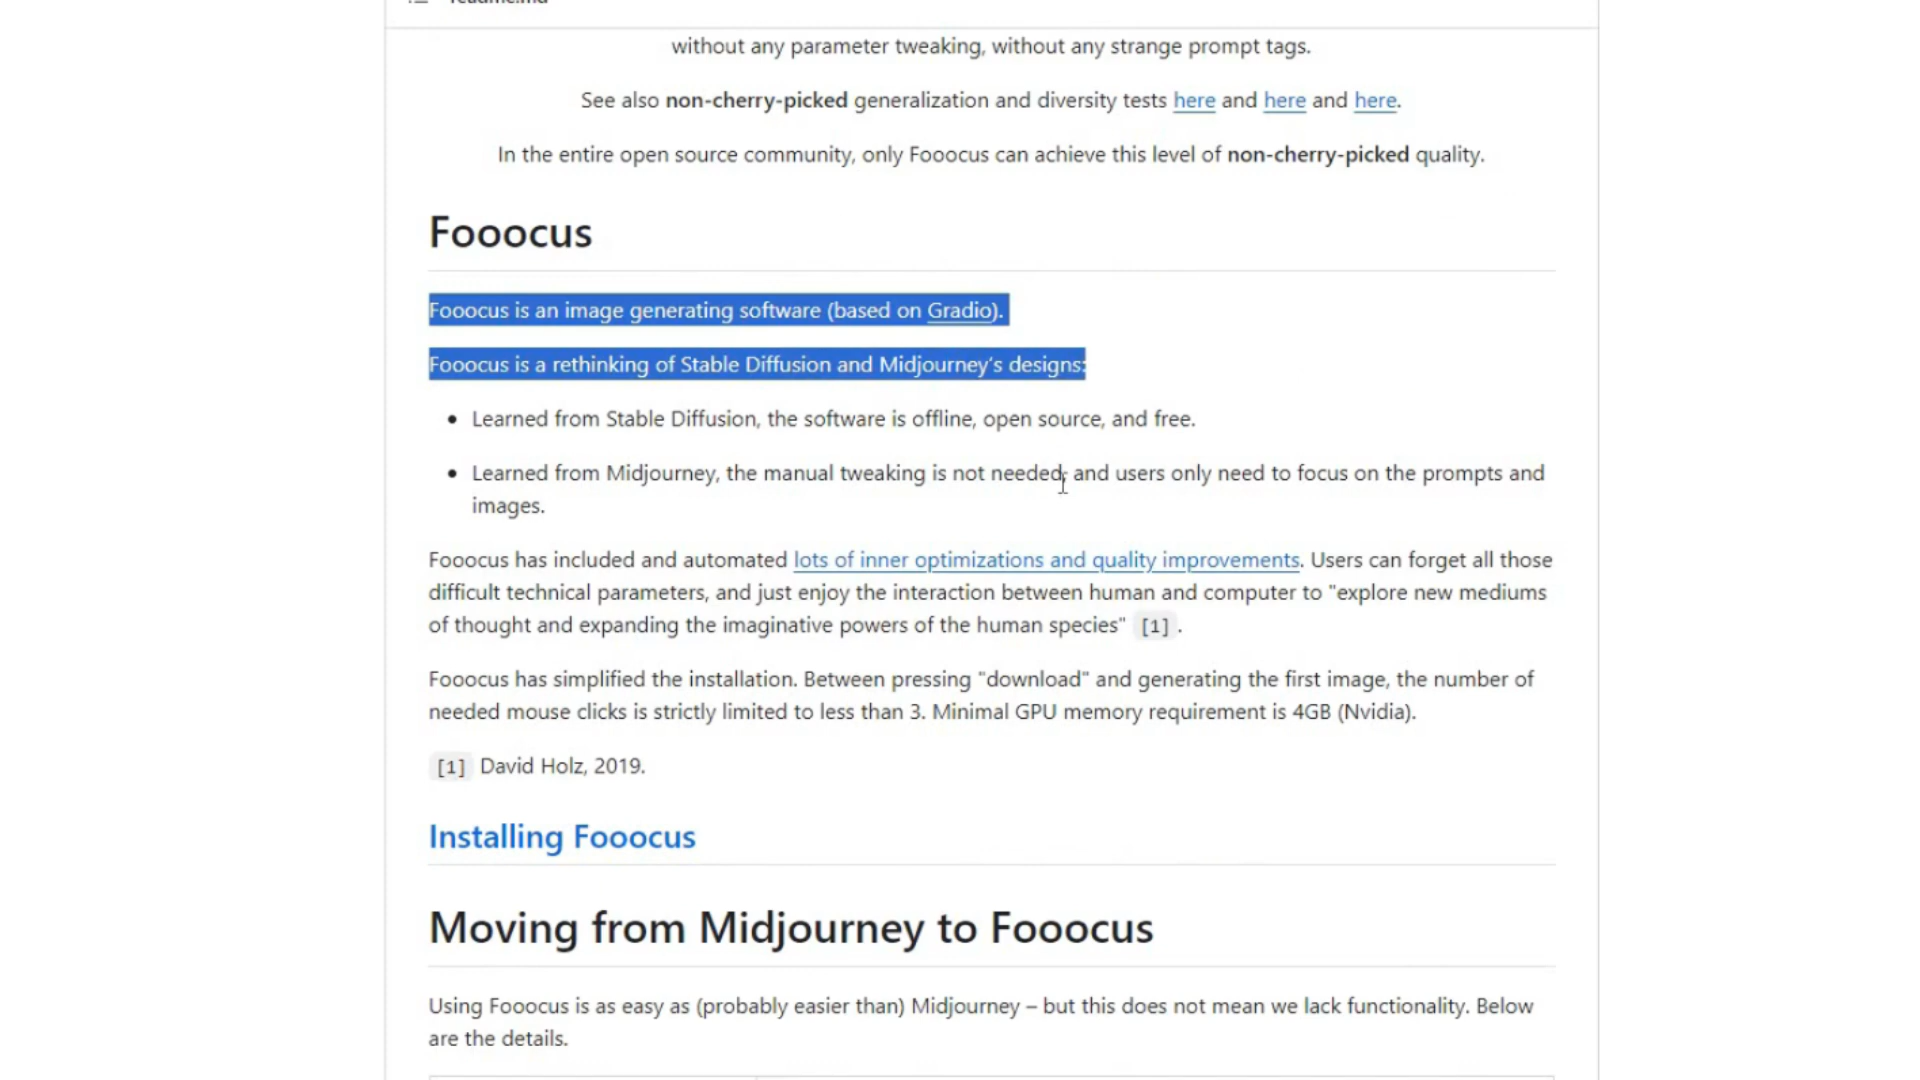 readme.md
without any parameter tweaking, without any strange prompt tags.
See also non-cherry-picked generalization and diversity tests here and here and here.
In the entire open source community, only Fooocus can achieve this level of non-cherry-picked quality.
Fooocus
Fooocus is an image generating software (based on Gradio).
Fooocus is a rethinking of Stable Diffusion and Midjourney's designs:
• Learned from Stable Diffusion, the software is offline, open source, and free.
• Learned from Midjourney, the manual tweaking is not needed, and users only need to focus on the prompts and
images.
Fooocus has included and automated lots of inner optimizations and quality improvements. Users can forget all those
difficult technical parameters, and just enjoy the interaction between human and computer to "explore new mediums
of thought and expanding the imaginative powers of the human species" [1] .
Fooocus has simplified the installation. Between pressing "download" and generating the first image, the number of
needed mouse clicks is strictly limited to less than 3. Minimal GPU memory requirement is 4GB (Nvidia).
[1] David Holz, 2019.
Installing Fooocus
Moving from Midjourney to Fooocus
Using Fooocus is as easy as (probably easier than) Midjourney – but this does not mean we lack functionality. Below
are the details.